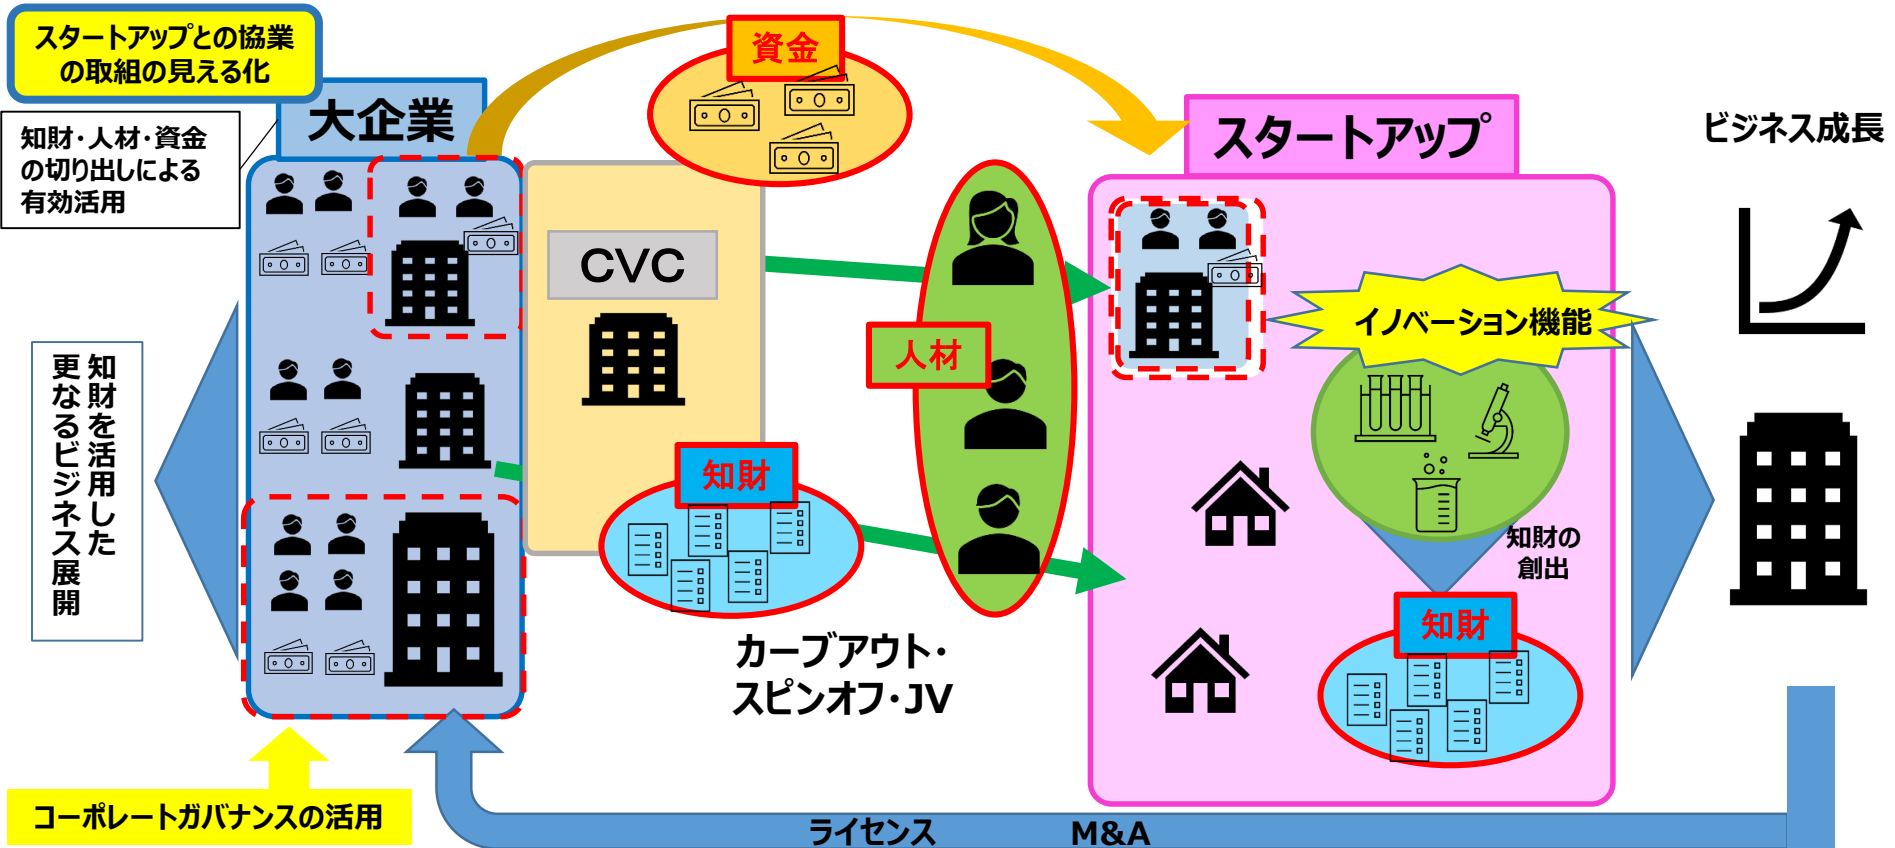 スタートアップとの協業
の取組の見える化
大企業
知財・人材・資金
の切り出しによる
有効活用
資金
スタートアップ
ビジネス成長
CVC
イノベーション機能
人材
知財を活用した
更なるビジネス展開
知財
知財の
創出
知財
カーブアウト・
スピンオフ・JV
コーポレートガバナンスの活用
ライセンス
M&A